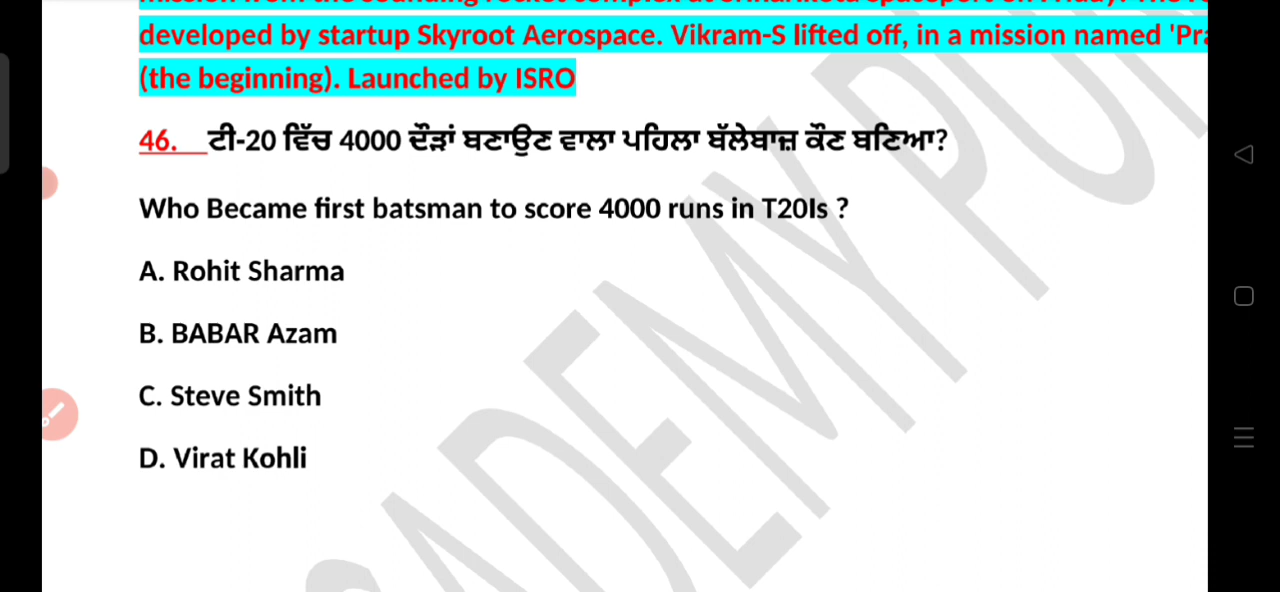 developed by startup Skyroot Aerospace. Vikram-S lifted off, in a mission named
(the beginning). Launched by ISRO
46. ਟੀ-20 ਵਿੱਚ 4000 ਦੌੜਾਂ ਬਣਾਉਣ ਵਾਲਾ ਪਹਿਲਾ ਬੱਲੇਬਾਜ਼ ਕੌਣ ਬਣਿਆ?
Who Became first batsman to score 4000 runs in T20Is ?
A. Rohit Sharma
B. BABAR Azam
C. Steve Smith
D. Virat Kohli